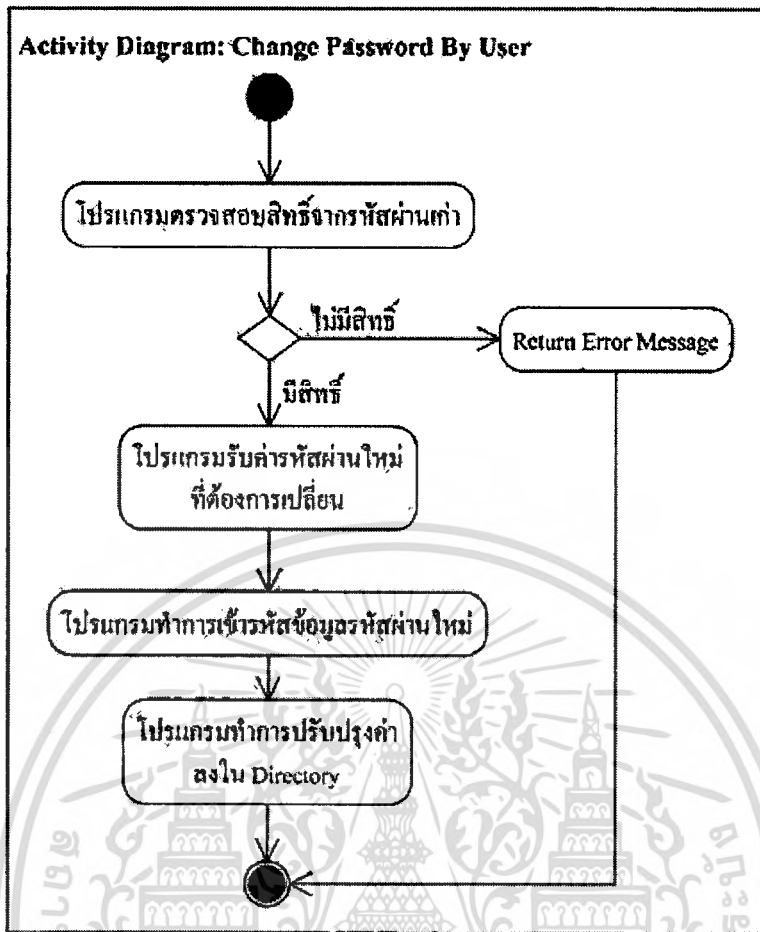 Activity Diagram: Change Password By User
โปรแกรมตรวจสอบสิทธิ์จากรหัสผ่านเก่า
ไม่มีสิทธิ์
Return Error Message
มีสิทธิ์
โปรแกรมรับค่ารหัสผ่านใหม่
ที่ต้องการเปลี่ยน
โปรแกรมทำการเข้ารหัสข้อมูลรหัสผ่านใหม่
โปรแกรมทำการปรับปรุงค่า
ลงใน Directory